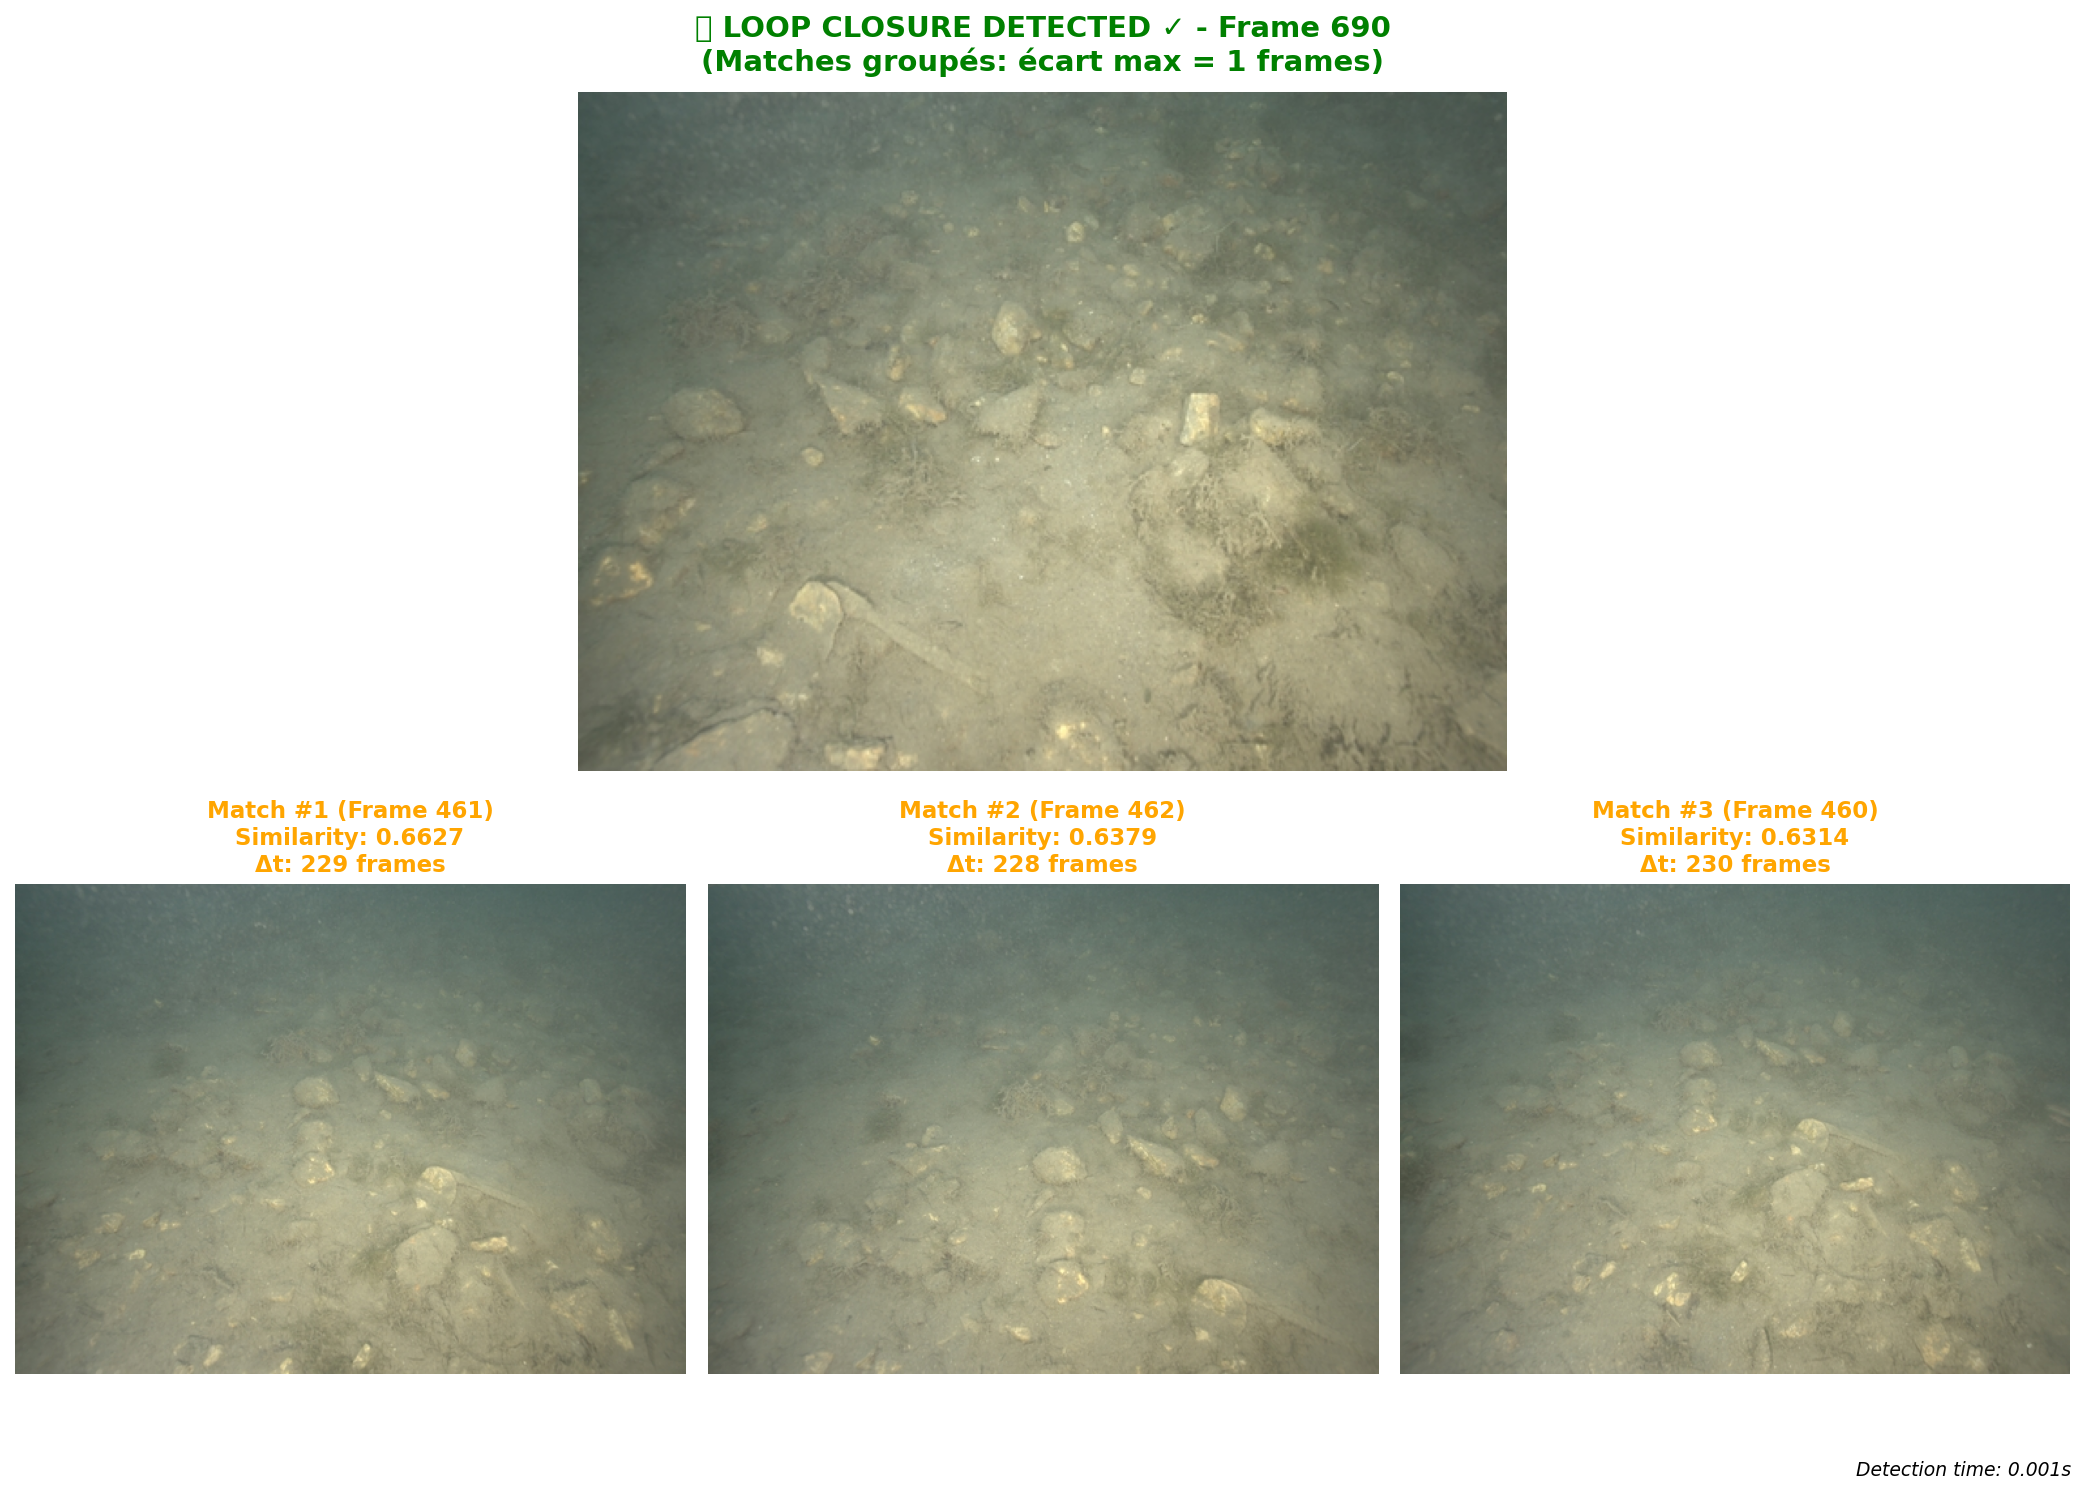 ▯ LOOP CLOSURE DETECTED ✓ - Frame 690
(Matches groupés: écart max = 1 frames)
Match #1 (Frame 461)
Similarity: 0.6627
Δt: 229 frames
Match #2 (Frame 462)
Similarity: 0.6379
Δt: 228 frames
Match #3 (Frame 460)
Similarity: 0.6314
Δt: 230 frames
Detection time: 0.001s